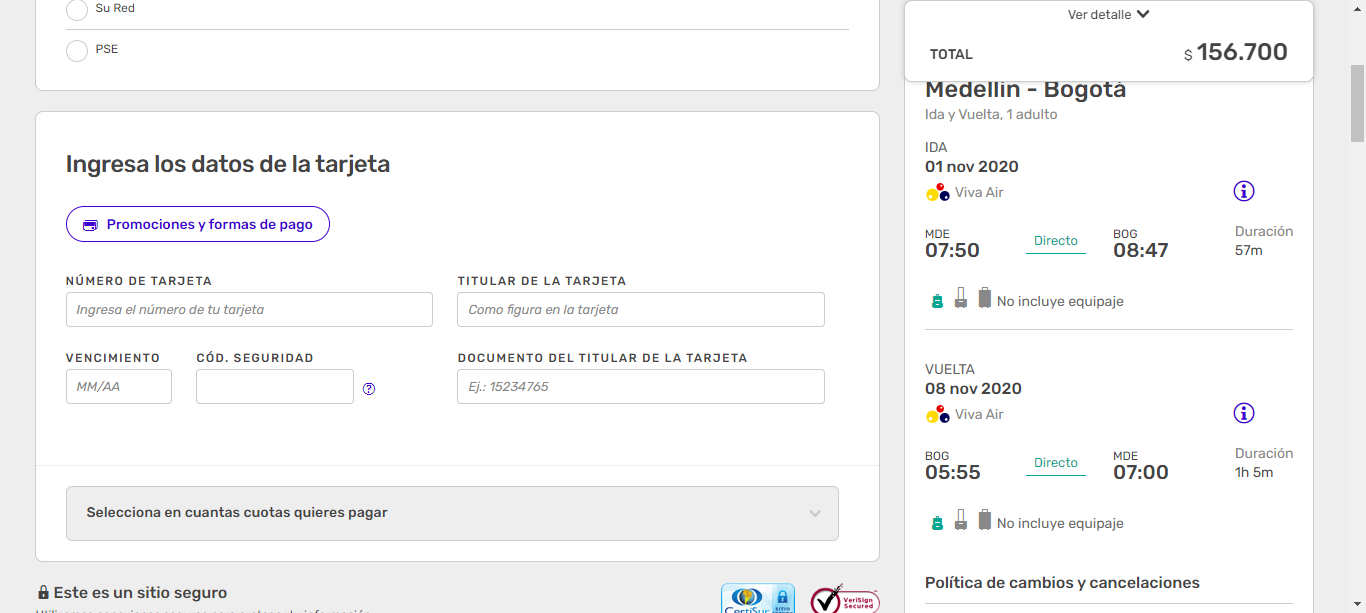 Su Red
PSE
Ingresa los datos de la tarjeta
Promociones y formas de pago
NÚMERO DE TARJETA
TITULAR DE LA TARJETA
Ingresa el número de tu tarjeta
Como figura en la tarjeta
VENCIMIENTO
CÓD. SEGURIDAD
DOCUMENTO DEL TITULAR DE LA TARJETA
MM/AA
?
Ej.: 15234765
Selecciona en cuantas cuotas quieres pagar
Este es un sitio seguro
CertiSur
VeriSign
Secured
Ver detalle
TOTAL
$ 156.700
Medellín - Bogotá
Ida y Vuelta, 1 adulto
IDA
01 nov 2020
Viva Air
MDE
07:50
Directo
BOG
08:47
Duración
57m
No incluye equipaje
VUELTA
08 nov 2020
Viva Air
BOG
05:55
Directo
MDE
07:00
Duración
1h 5m
No incluye equipaje
Política de cambios y cancelaciones